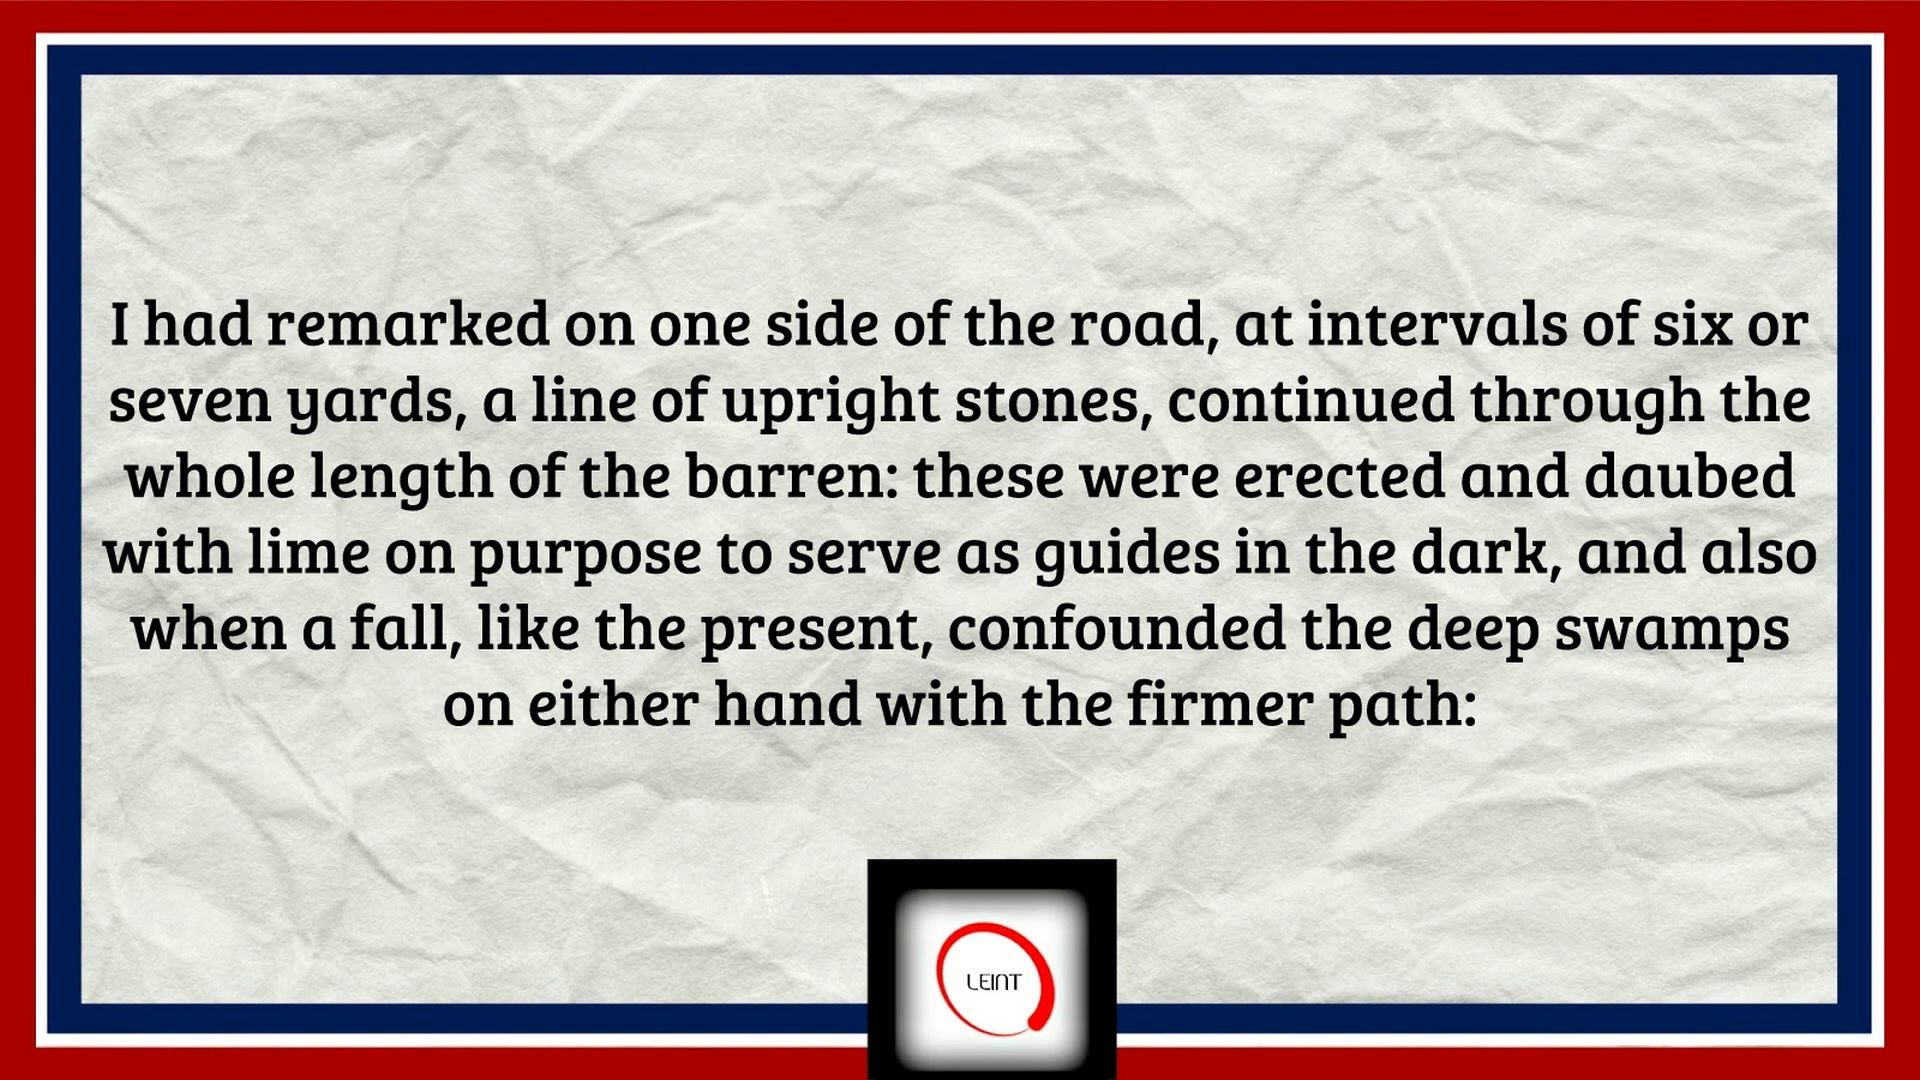 I had remarked on one side of the road, at intervals of six or
seven yards, a line of upright stones, continued through the
whole length of the barren: these were erected and daubed
with lime on purpose to serve as guides in the dark, and also
when a fall, like the present, confounded the deep swamps
on either hand with the firmer path:
LEINT